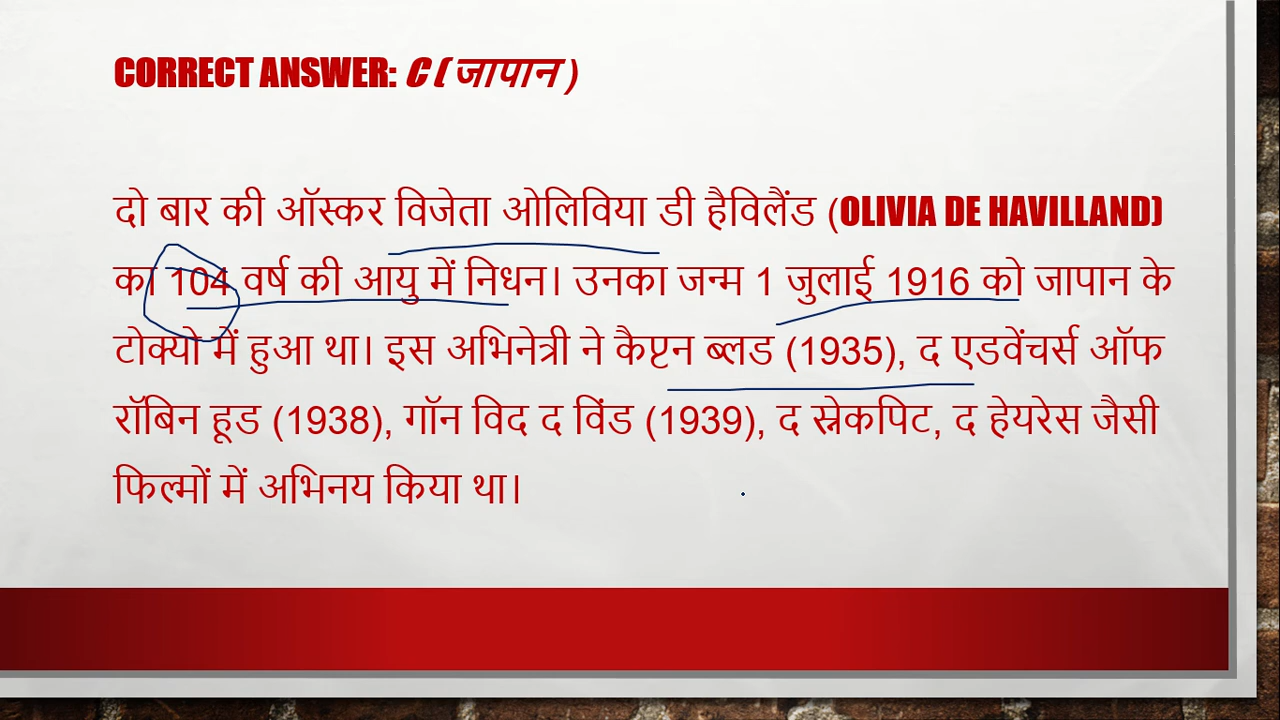 CORRECT ANSWER: C ( जापान )
दो बार की ऑस्कर विजेता ओलिविया डी हैविलैंड (OLIVIA DE HAVILLAND)
का 104 वर्ष की आयु में निधन। उनका जन्म 1 जुलाई 1916 को जापान के
टोक्यो में हुआ था। इस अभिनेत्री ने कैप्टन ब्लड (1935), द एडवेंचर्स ऑफ
रॉबिन हूड (1938), गॉन विद द विंड (1939), द स्नेकपिट, द हेयरेस जैसी
फिल्मों में अभिनय किया था।